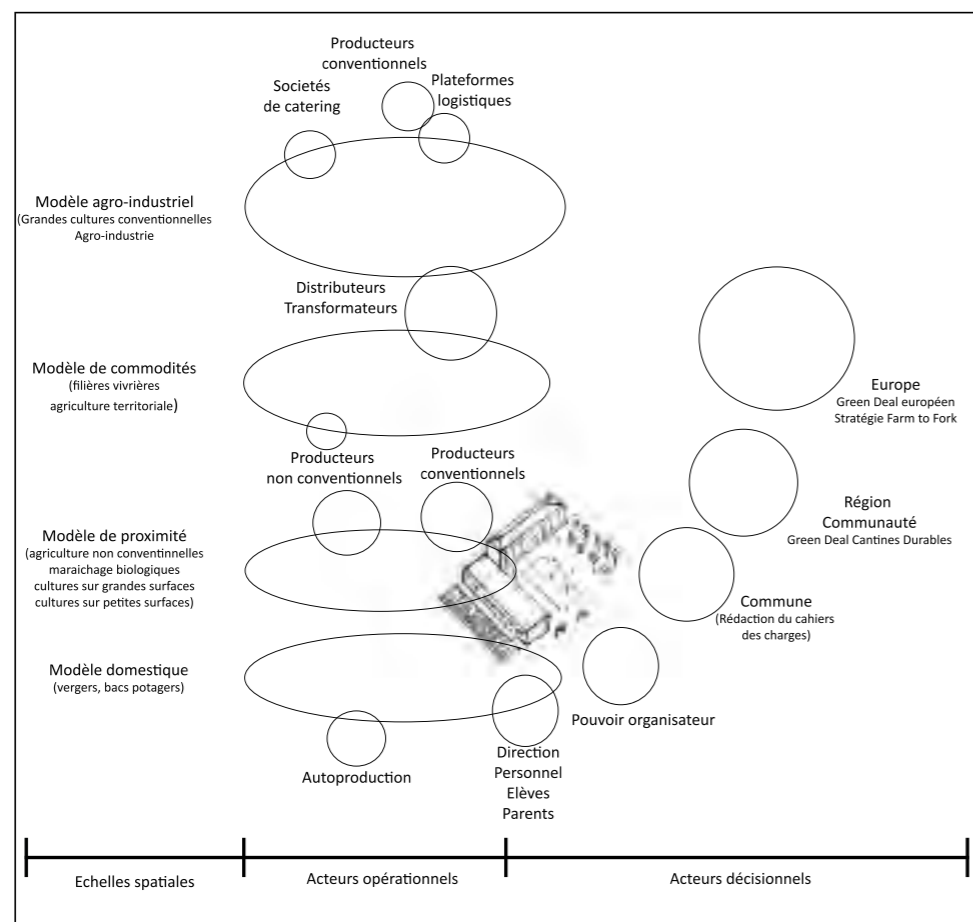 Producteurs
conventionnels
Societés
de catering
Plateformes
logistiques
Modèle agro-industriel
(Grandes cultures conventionnelles
Agro-industrie
Distributeurs
Transformateurs
Modèle de commodités
(filières vivrières
agriculture territoriale)
Europe
Green Deal européen
Stratégie Farm to Fork
Producteurs
non conventionnels
Producteurs
conventionnels
Région
Communauté
Green Deal Cantines Durables
Modèle de proximité
(agriculture non conventinnelles
maraichage biologiques
cultures sur grandes surfaces
cultures sur petites surfaces)
Commune
(Rédaction du cahiers
des charges)
Modèle domestique
(vergers, bacs potagers)
Pouvoir organisateur
Autoproduction
Direction
Personnel
Elèves
Parents
Echelles spatiales
Acteurs opérationnels
Acteurs décisionnels